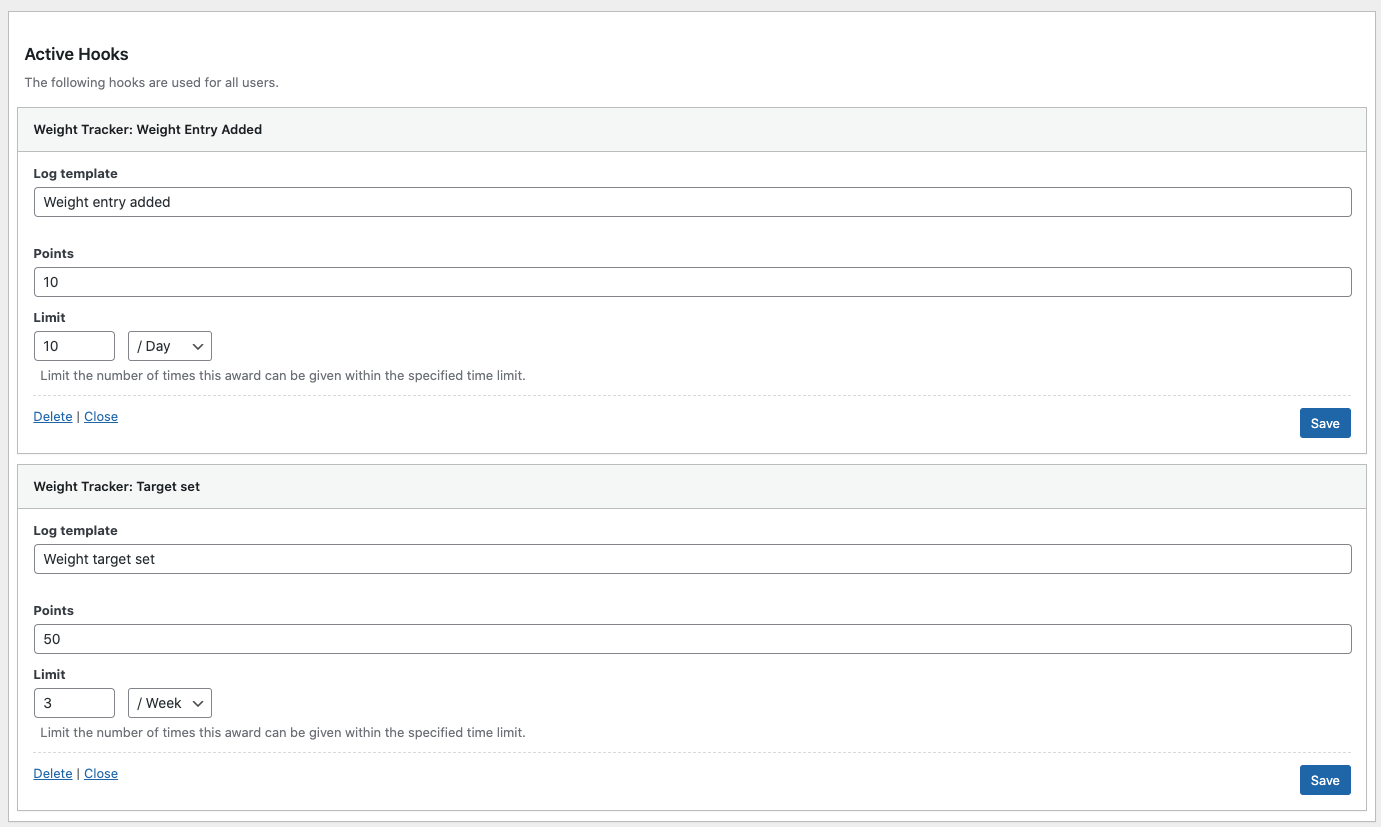 Active Hooks
The following hooks are used for all users.
Weight Tracker: Weight Entry Added
Log template
Weight entry added
Points
10
Limit
10 / Day
Limit the number of times this award can be given within the specified time limit.
Delete | Close
Save
Weight Tracker: Target set
Log template
Weight target set
Points
50
Limit
3 / Week
Limit the number of times this award can be given within the specified time limit.
Delete | Close
Save